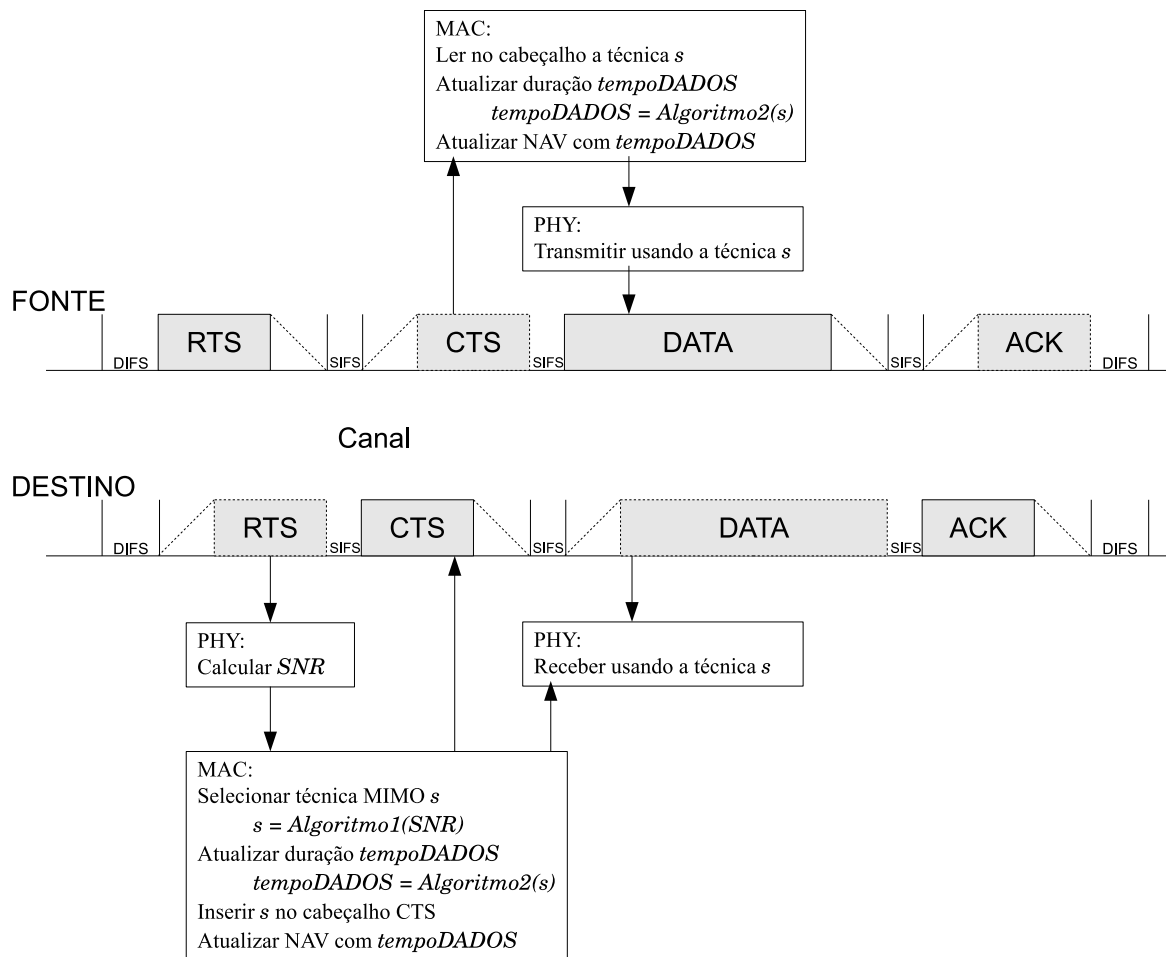 MAC:
Ler no cabeçalho a técnica s
Atualizar duração tempoDADOS
tempoDADOS = Algoritmo2(s)
Atualizar NAV com tempoDADOS
PHY:
Transmitir usando a técnica s
FONTE
DIFS RTS SIFS CTS SIFS DATA SIFS ACK DIFS
Canal
DESTINO
DIFS RTS SIFS CTS SIFS DATA SIFS ACK DIFS
PHY:
Calcular SNR
PHY:
Receber usando a técnica s
MAC:
Selecionar técnica MIMO s
s = Algoritmo1(SNR)
Atualizar duração tempoDADOS
tempoDADOS = Algoritmo2(s)
Inserir s no cabeçalho CTS
Atualizar NAV com tempoDADOS